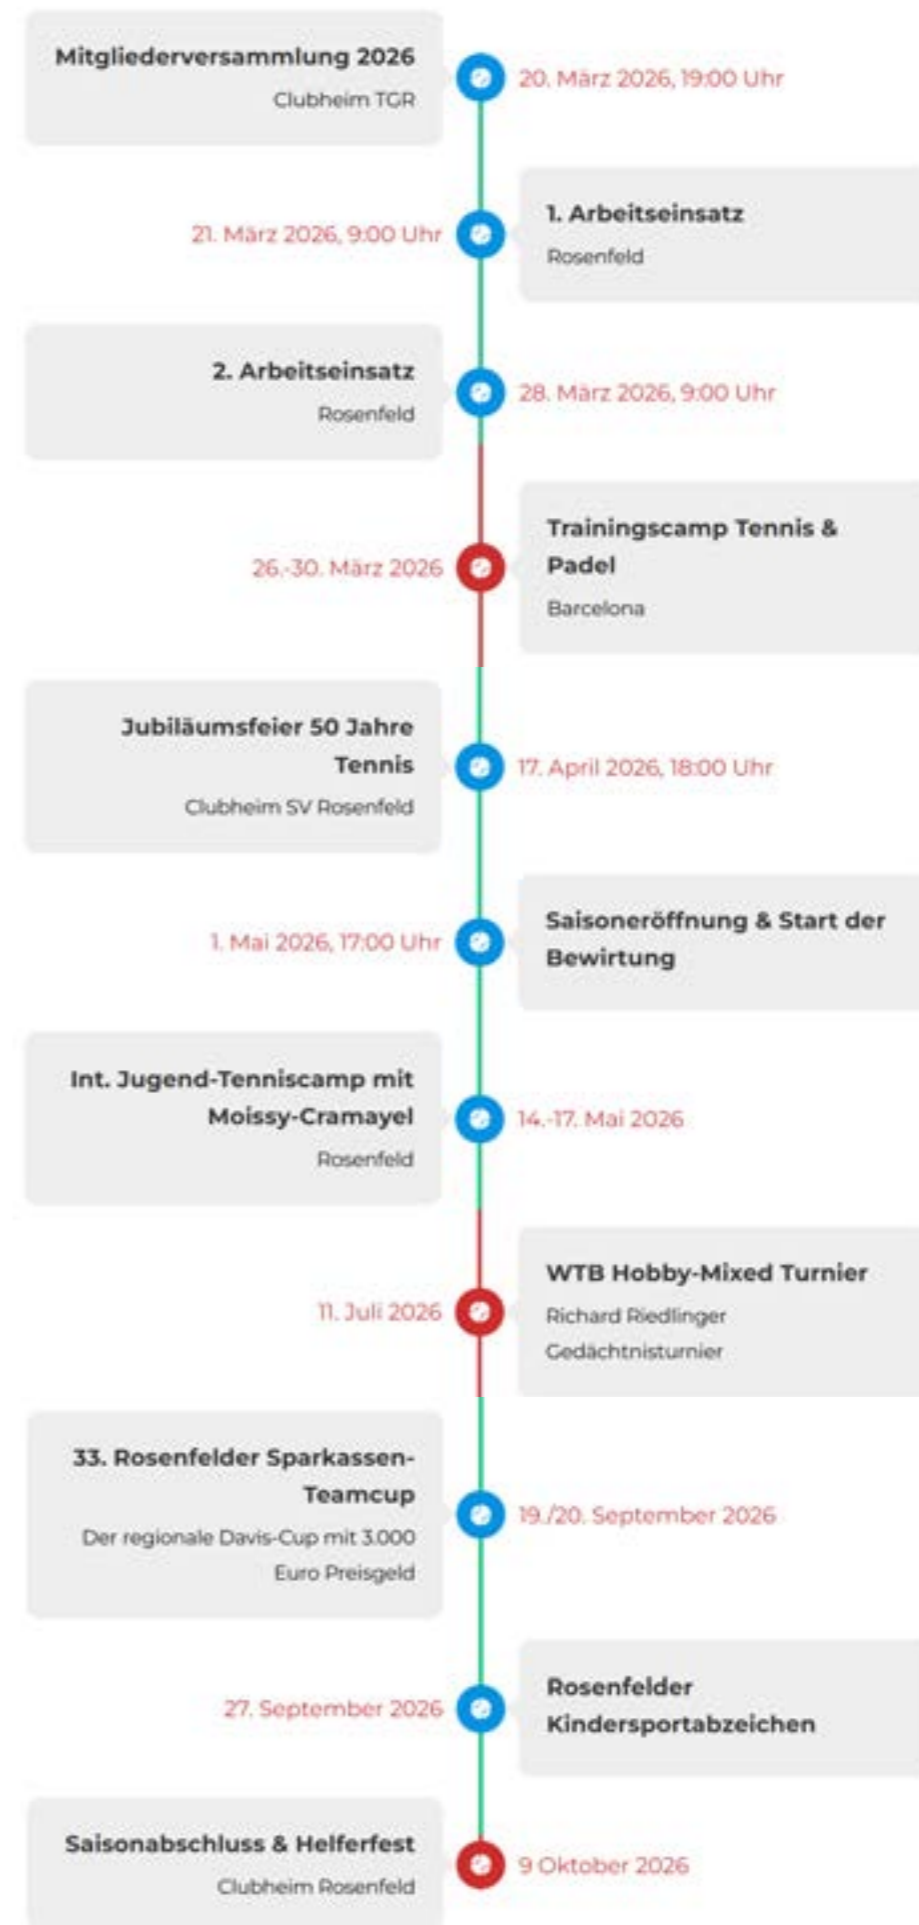 Mitgliederversammlung 2026
Clubheim TGR
20. März 2026, 19:00 Uhr
21. März 2026, 9:00 Uhr
1. Arbeitseinsatz
Rosenfeld
2. Arbeitseinsatz
Rosenfeld
28. März 2026, 9:00 Uhr
26.-30. März 2026
Trainingscamp Tennis &
Padel
Barcelona
Jubiläumsfeier 50 Jahre
Tennis
Clubheim SV Rosenfeld
17. April 2026, 18:00 Uhr
1. Mai 2026, 17:00 Uhr
Saisoneröffnung & Start der
Bewirtung
Int. Jugend-Tenniscamp mit
Moissy-Cramayel
Rosenfeld
14.-17. Mai 2026
11. Juli 2026
WTB Hobby-Mixed Turnier
Richard Riedlinger
Gedächtnisturnier
33. Rosenfelder Sparkassen-
Teamcup
Der regionale Davis-Cup mit 3.000
Euro Preisgeld
19./20. September 2026
27. September 2026
Rosenfelder
Kindersportabzeichen
Saisonabschluss & Helferfest
Clubheim Rosenfeld
9 Oktober 2026